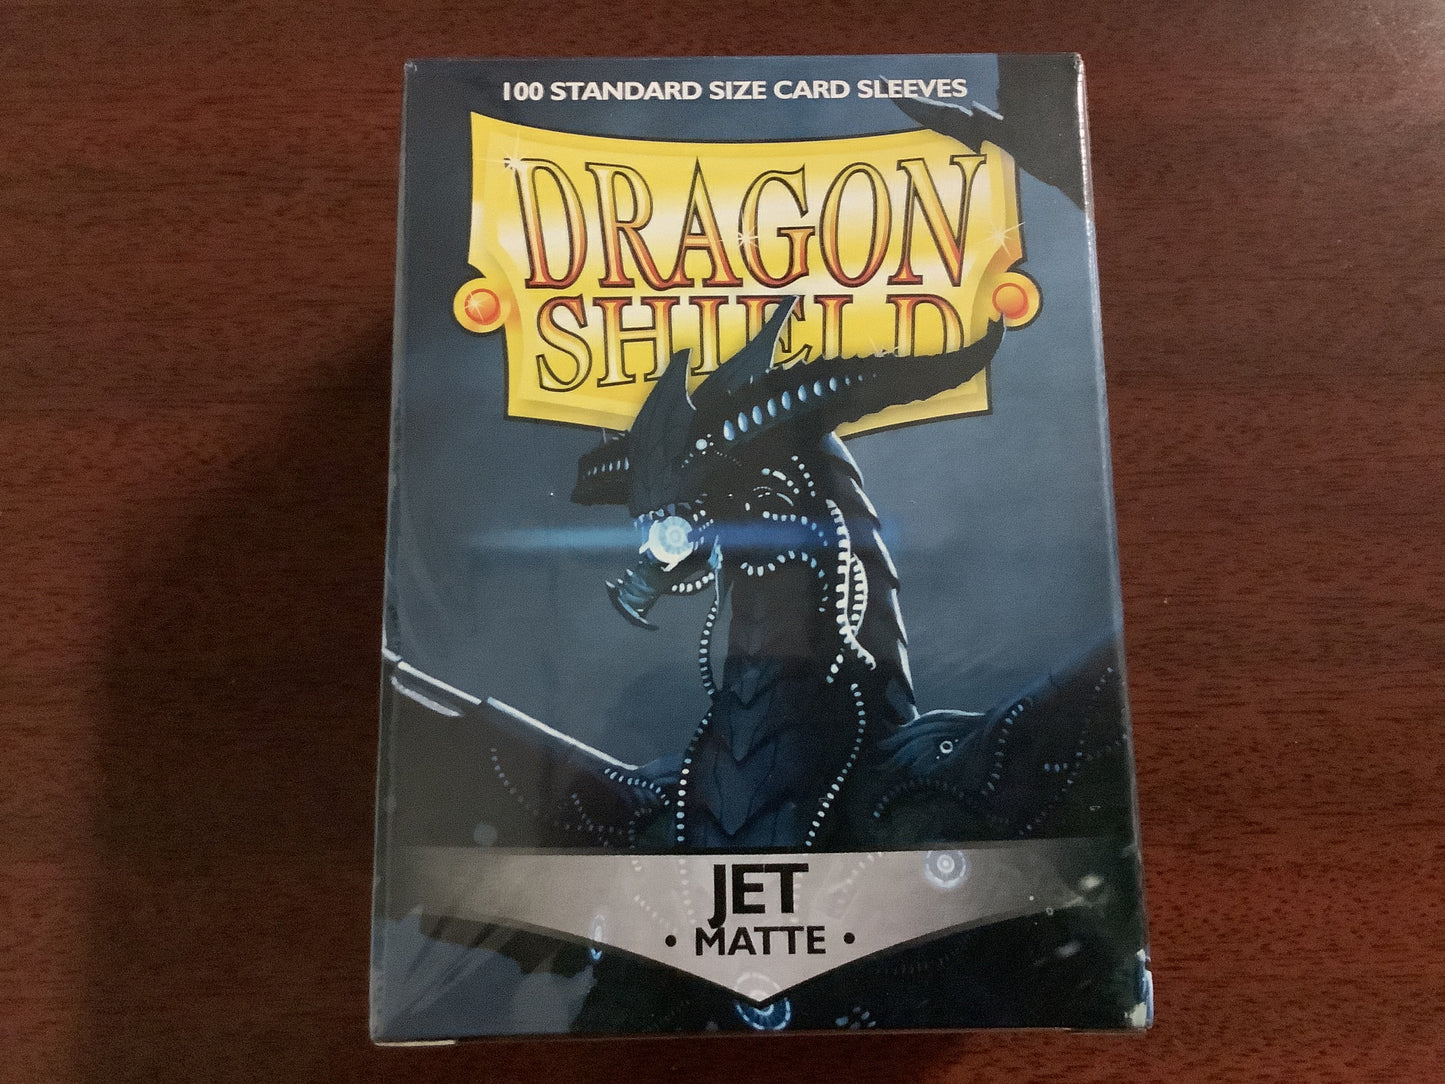 100 STANDARD SIZE CARD SLEEVES
DRAGON
SHIELD
JET
• MATTE •